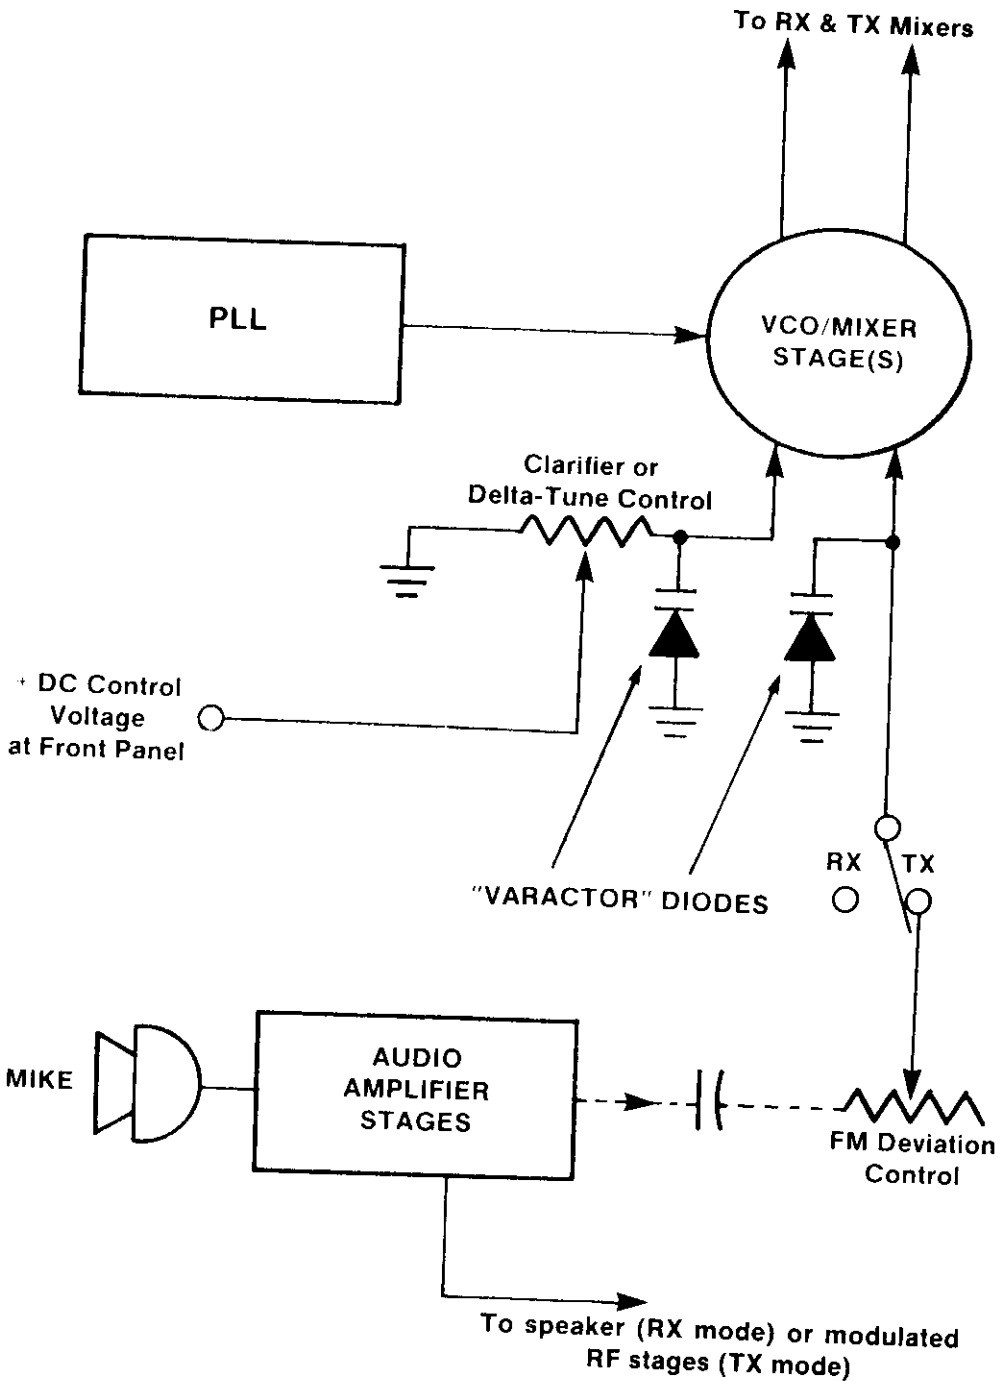 To RX & TX Mixers
PLL
VCO/MIXER
STAGE(S)
Clarifier or
Delta-Tune Control
+ DC Control
Voltage
at Front Panel
RX TX
"VARACTOR" DIODES
MIKE
AUDIO
AMPLIFIER
STAGES
FM Deviation
Control
To speaker (RX mode) or modulated
RF stages (TX mode)